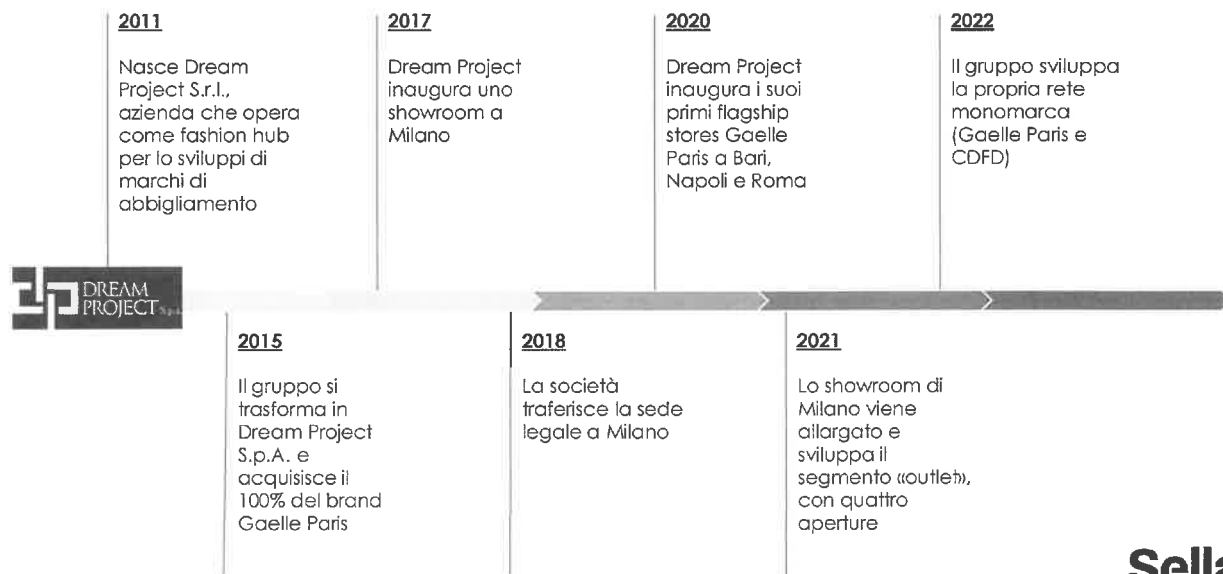 2011
Nasce Dream
Project S.r.l.,
azienda che opera
come fashion hub
per lo sviluppi di
marchi di
abbigliamento
2017
Dream Project
inaugura uno
showroom a
Milano
2020
Dream Project
inaugura i suoi
primi flagship
stores Gaelle
Paris a Bari,
Napoli e Roma
2022
Il gruppo sviluppa
la propria rete
monomarca
(Gaelle Paris e
CDFD)
DREAM
PROJECT S.p.A.
2015
Il gruppo si
trasforma in
Dream Project
S.p.A. e
acquisisce il
100% del brand
Gaelle Paris
2018
La società
traferisce la sede
legale a Milano
2021
Lo showroom di
Milano viene
allargato e
sviluppa il
segmento «outlet»,
con quattro
aperture
Sella